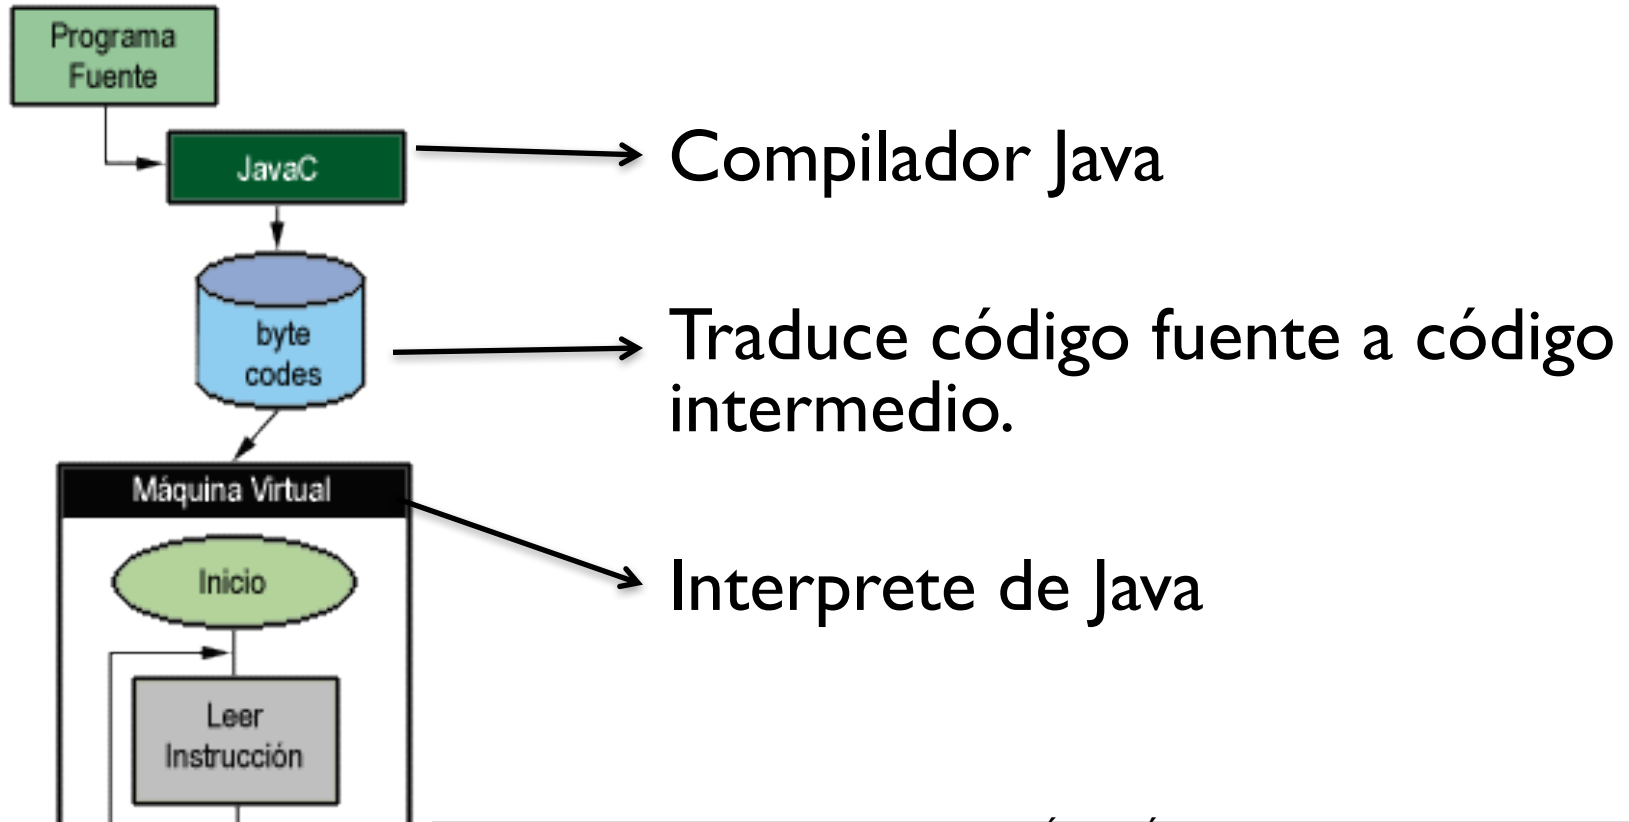 Programa
Fuente
JavaC
Compilador Java
byte
codes
Traduce código fuente a código
intermedio.
Máquina Virtual
Inicio
Interprete de Java
Leer
Instrucción